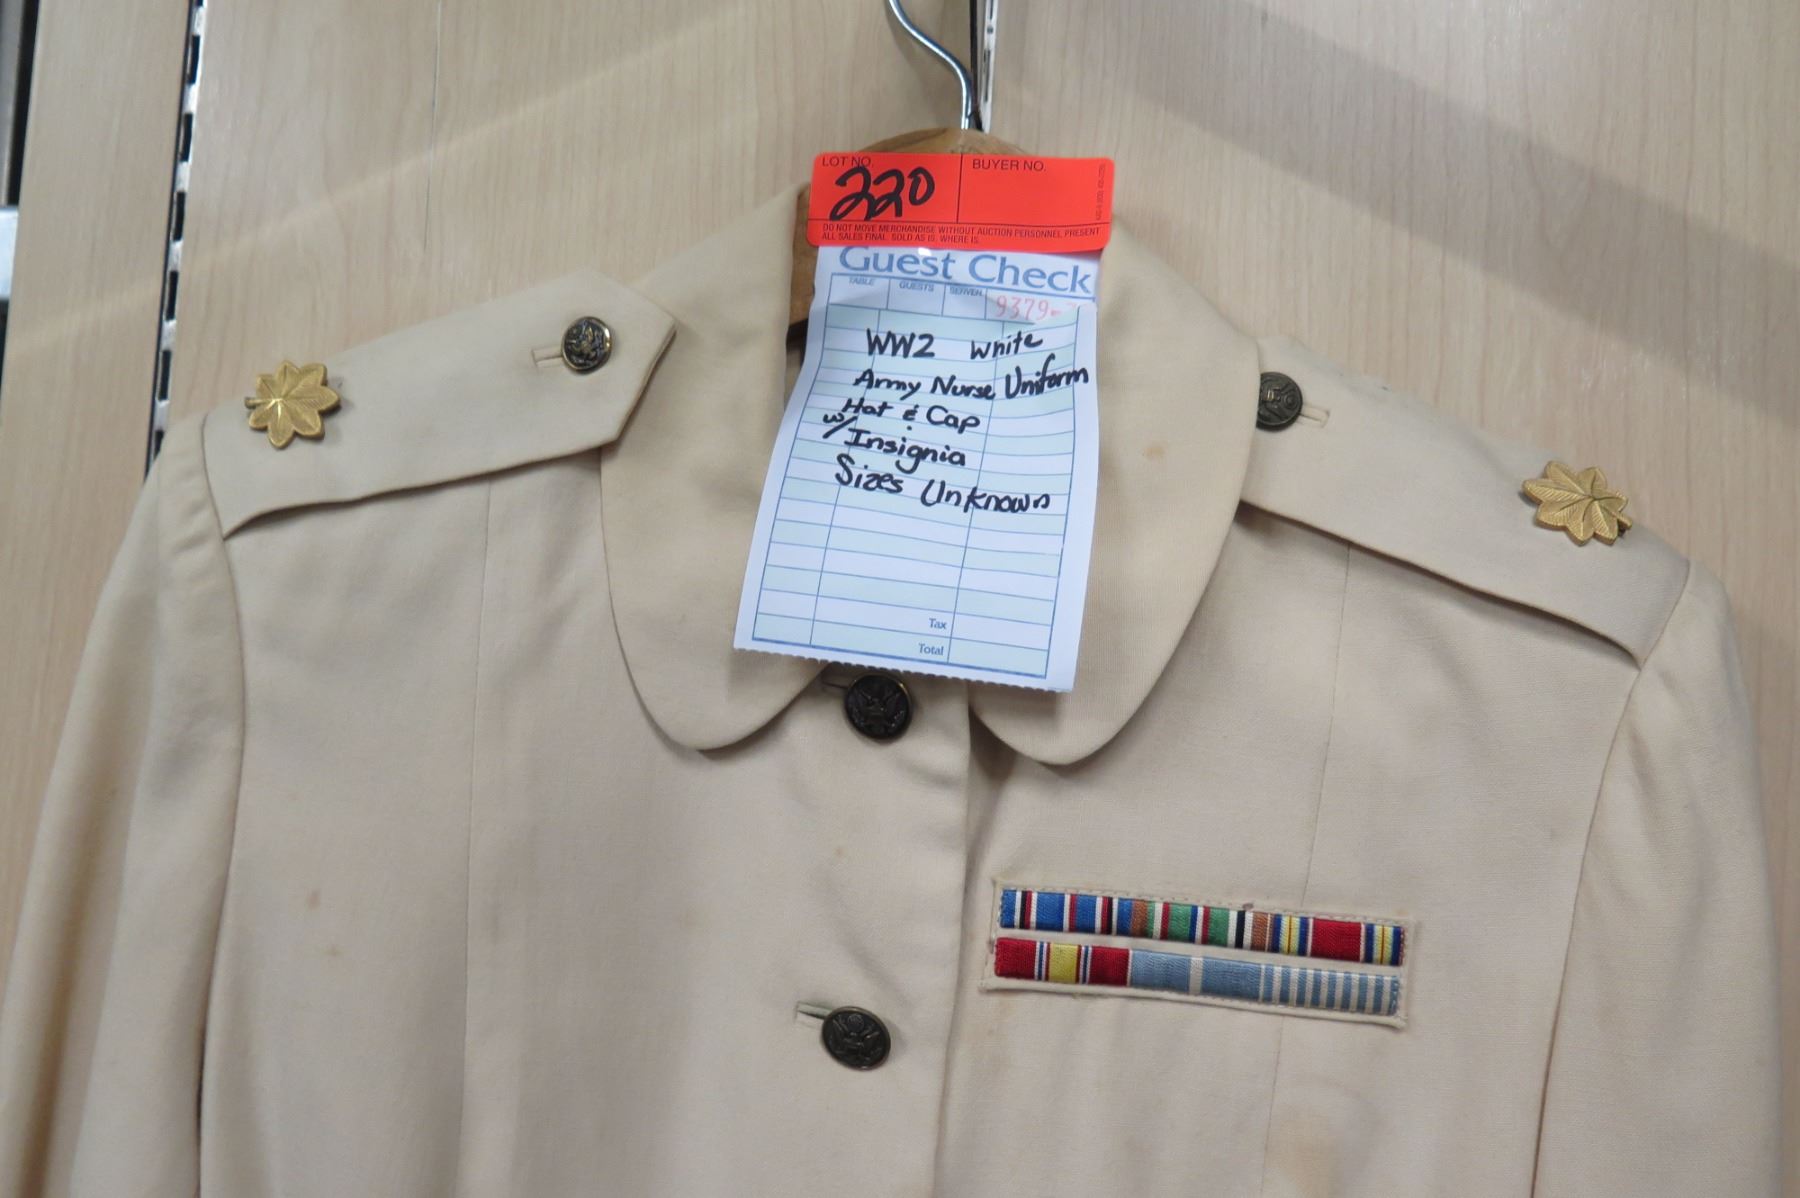 LOT NO.
220
BUYER NO.
DO NOT MOVE MERCHANDISE WITHOUT AUCTION PERSONNEL PRESENT
ALL SALES FINAL. SOLD AS IS. WHERE IS.
Guest Check
TABLE GUESTS SERVER
9379-
WW2 White
Army Nurse Uniform
Hat & Cap
w/ Insignia
Sizes Unknown
Tax
Total